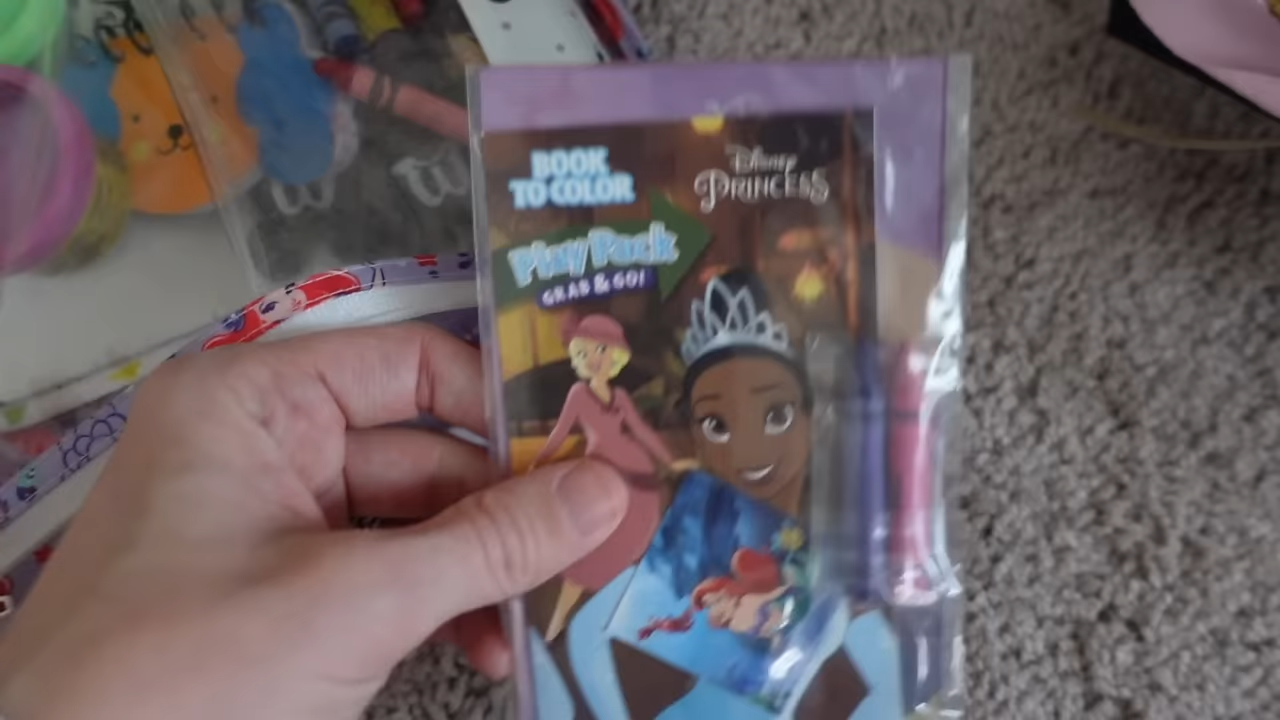 BOOK
TO COLOR
Disney
PRINCESS
Play Pack
GRAB & GO!